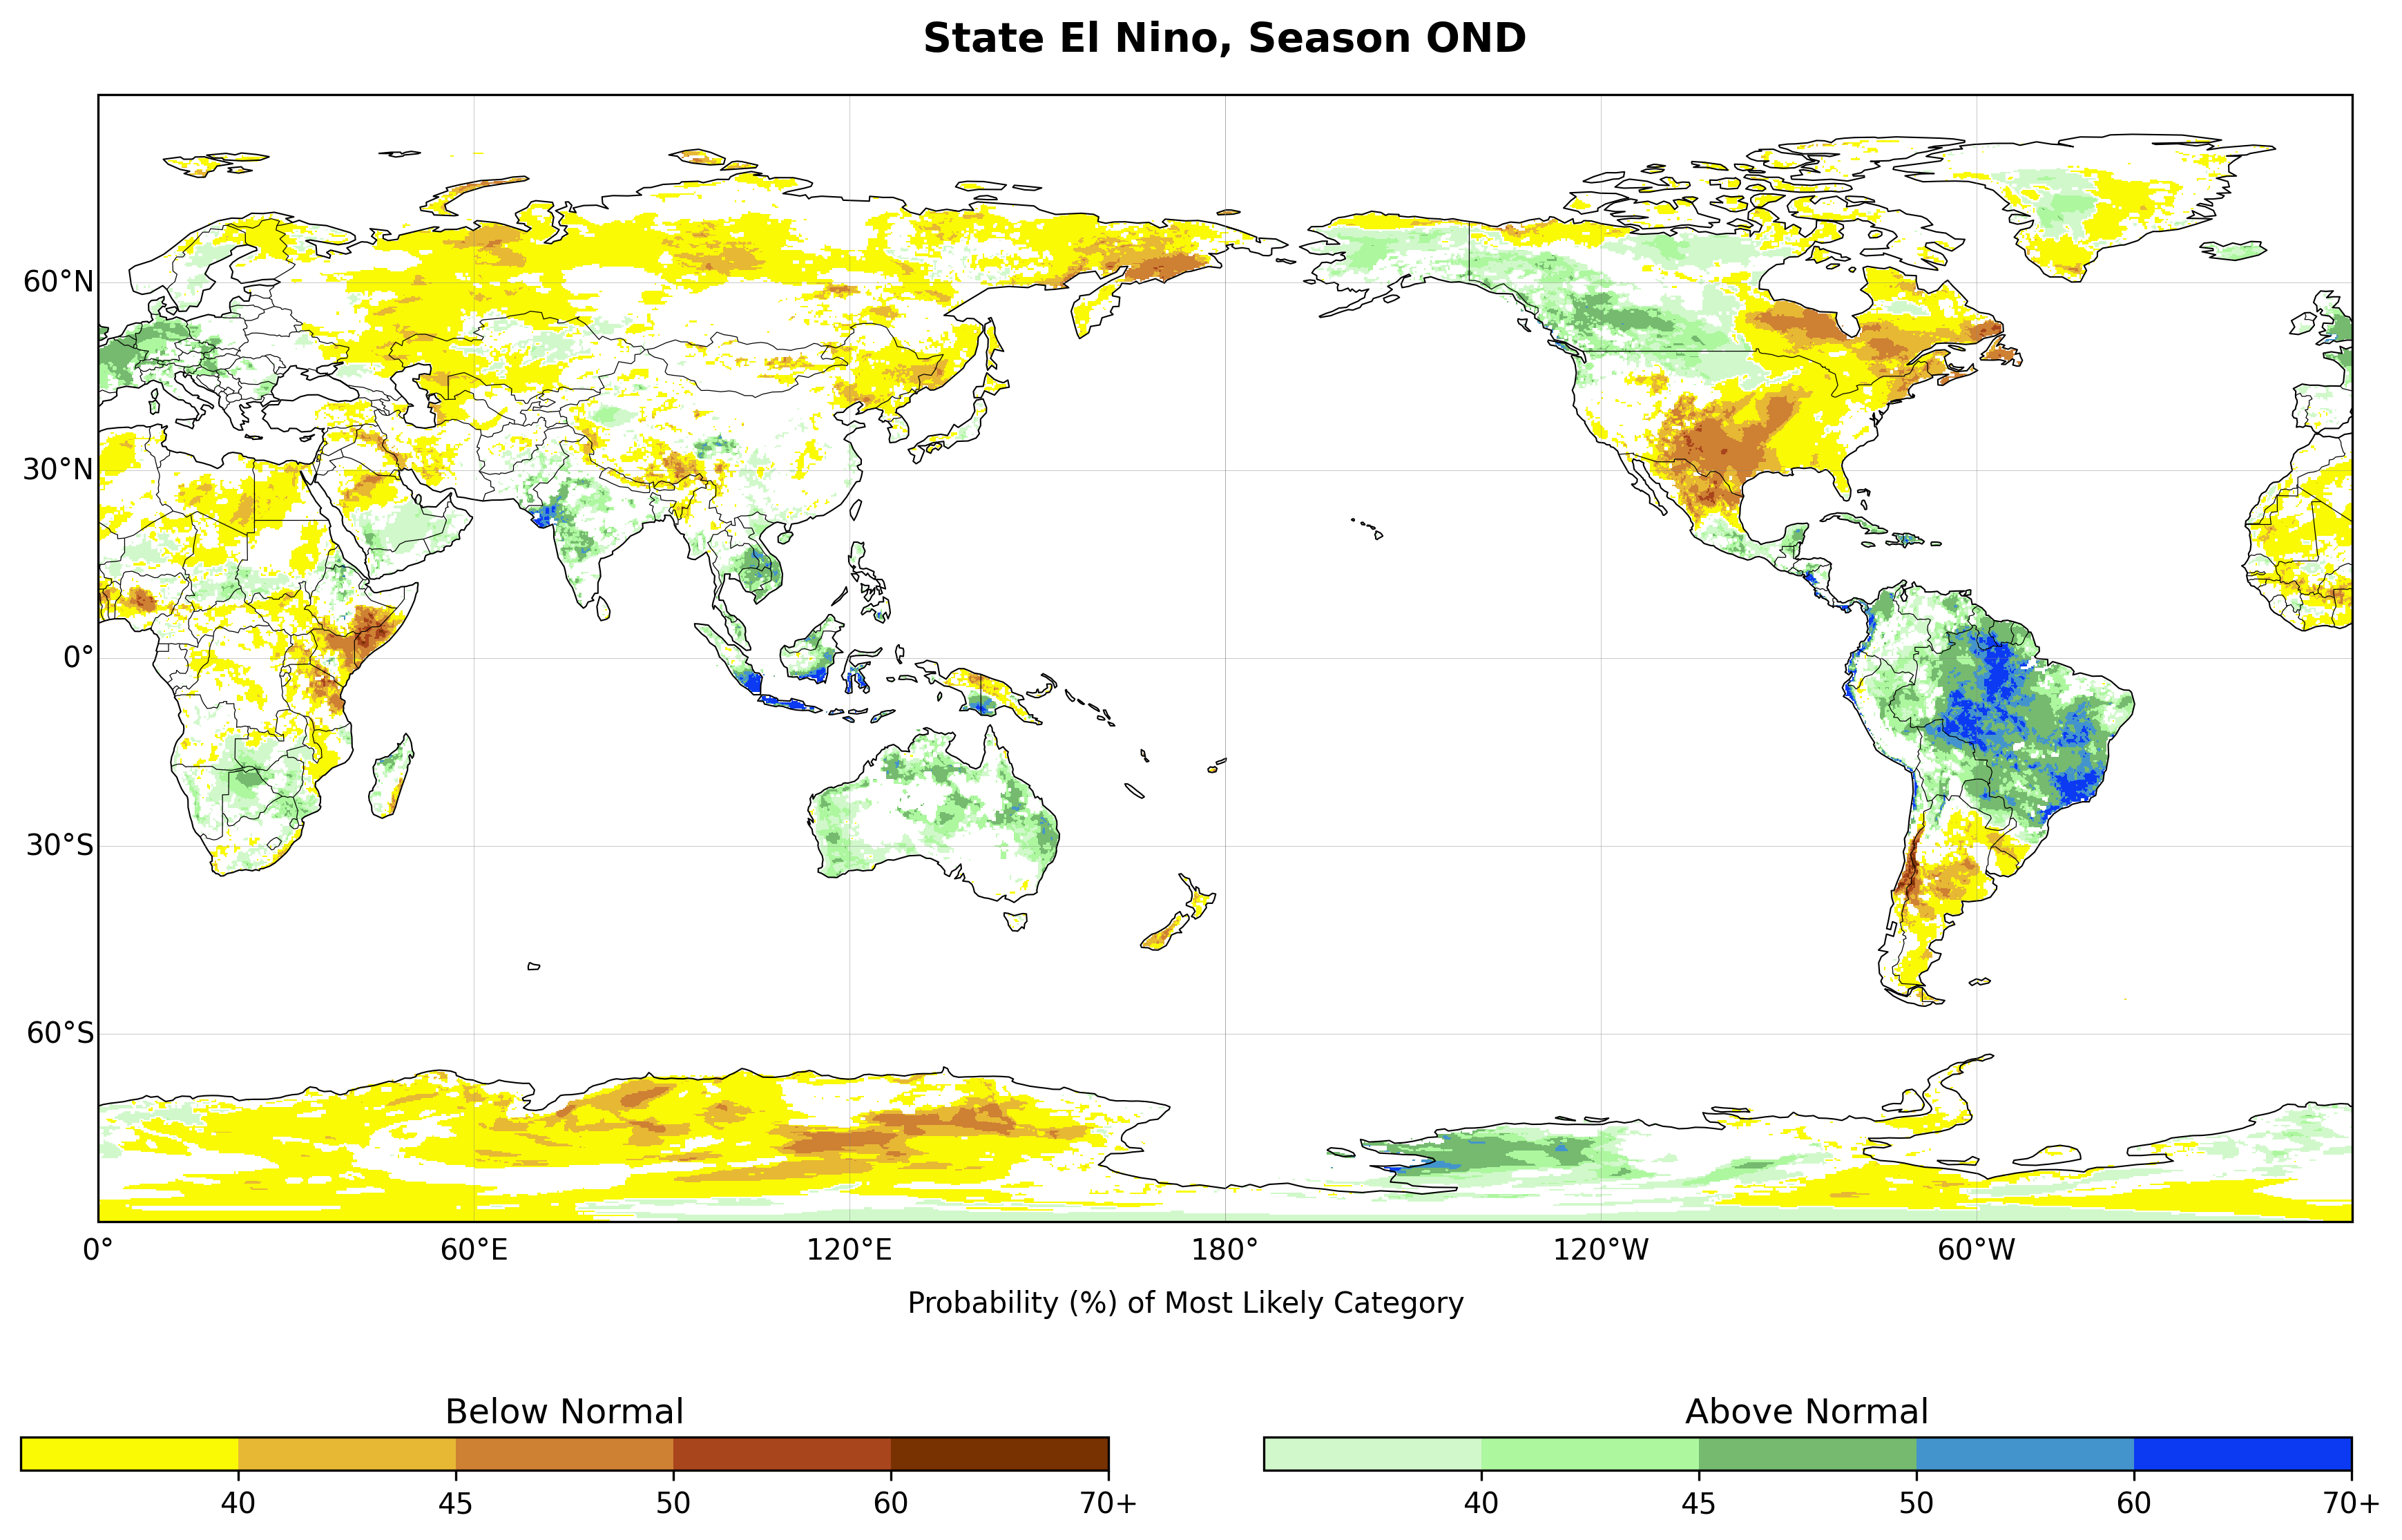 State El Nino, Season OND
60°N
30°N
0°
30°S
60°S
0° 60°E 120°E 180° 120°W 60°W
Probability (%) of Most Likely Category
Below Normal Above Normal
40 45 50 60 70+ 40 45 50 60 70+